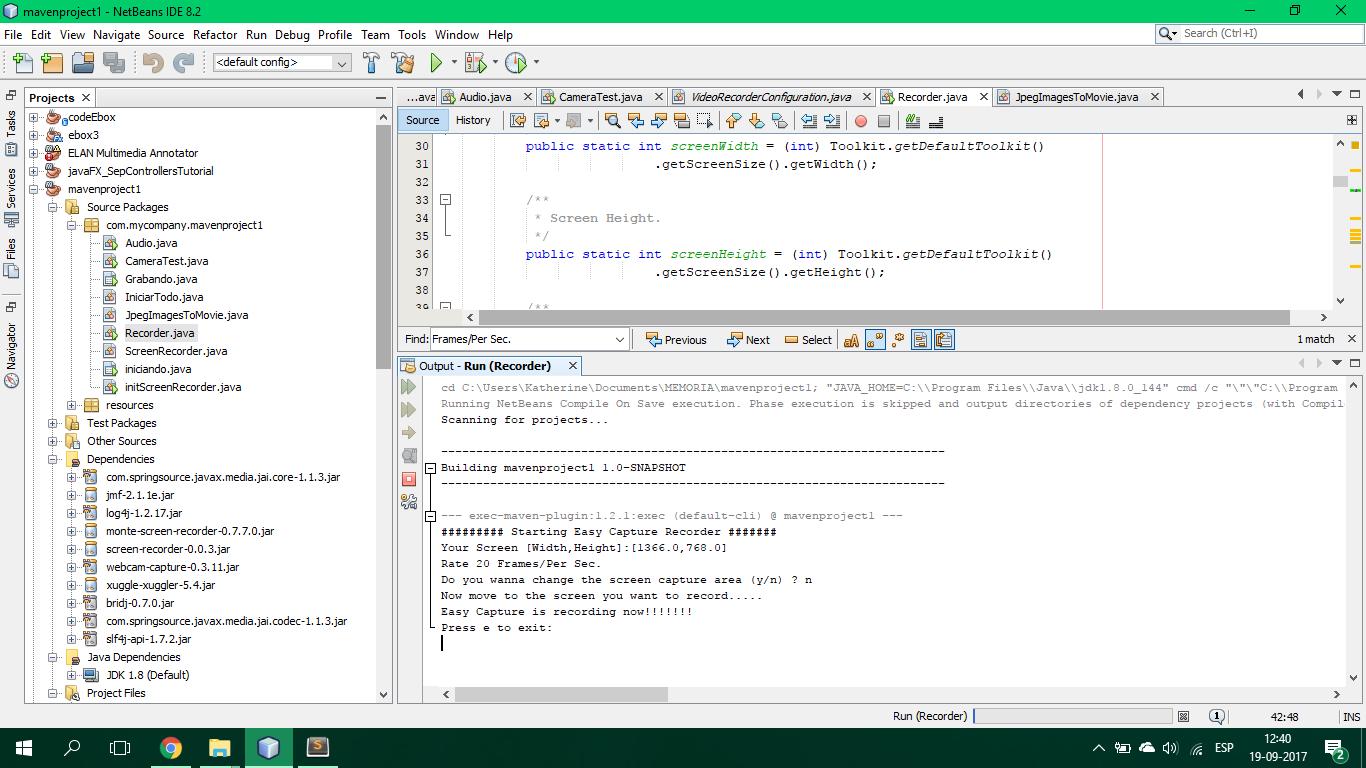 mavenproject1 - NetBeans IDE 8.2
File Edit View Navigate Source Refactor Run Debug Profile Team Tools Window Help
Search (Ctrl+I)
<default config>
Tasks
Services
Files
Navigator
Projects
codeEbox
ebox3
ELAN Multimedia Annotator
javaFX_SepControllersTutorial
mavenproject1
Source Packages
com.mycompany.mavenproject1
Audio.java
CameraTest.java
Grabando.java
IniciarTodo.java
JpegImagesToMovie.java
Recorder.java
ScreenRecorder.java
iniciando.java
initScreenRecorder.java
resources
Test Packages
Other Sources
Dependencies
com.springsource.javax.media.jai.core-1.1.3.jar
jmf-2.1.1e.jar
log4j-1.2.17.jar
monte-screen-recorder-0.7.7.0.jar
screen-recorder-0.0.3.jar
webcam-capture-0.3.11.jar
xuggle-xuggler-5.4.jar
bridj-0.7.0.jar
com.springsource.javax.media.jai.codec-1.1.3.jar
slf4j-api-1.7.2.jar
Java Dependencies
JDK 1.8 (Default)
Project Files
...ava Audio.java CameraTest.java VideoRecorderConfiguration.java Recorder.java JpegImagesToMovie.java
Source History
30 public static int screenWidth = (int) Toolkit.getDefaultToolkit()
31 .getScreenSize().getWidth();
32
33 /**
34 * Screen Height.
35 */
36 public static int screenHeight = (int) Toolkit.getDefaultToolkit()
37 .getScreenSize().getHeight();
38
39 /**
Find: Frames/Per Sec. Previous Next Select 1 match
Output - Run (Recorder)
cd C:\Users\Katherine\Documents\MEMORIA\mavenproject1; "JAVA_HOME=C:\\Program Files\\Java\\jdk1.8.0_144" cmd /c "\"\"C:\\Program
Running NetBeans Compile On Save execution. Phase execution is skipped and output directories of dependency projects (with Compil
Scanning for projects...
------------------------------------------------------------------------
Building mavenproject1 1.0-SNAPSHOT
------------------------------------------------------------------------
--- exec-maven-plugin:1.2.1:exec (default-cli) @ mavenproject1 ---
######### Starting Easy Capture Recorder #######
Your Screen [Width,Height]:[1366.0,768.0]
Rate 20 Frames/Per Sec.
Do you wanna change the screen capture area (y/n) ? n
Now move to the screen you want to record.....
Easy Capture is recording now!!!!!!!
Press e to exit:
Run (Recorder) 1 42:48 INS
ESP 12:40
19-09-2017 2